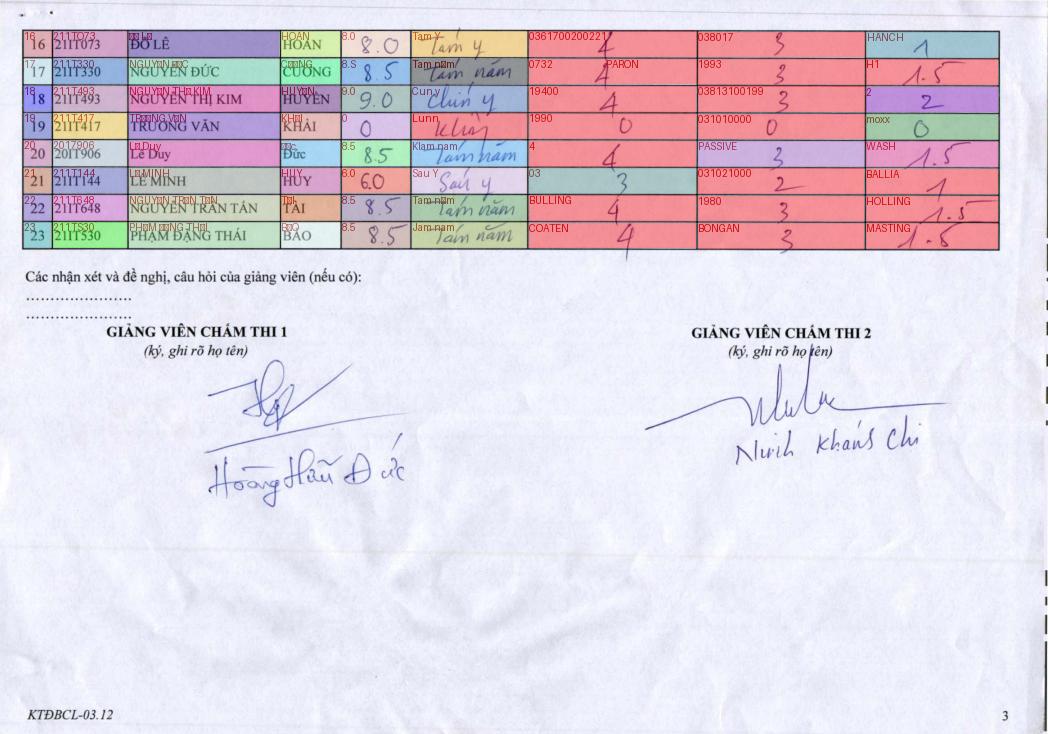 16 211IT073 ĐỖ LÊ HOÀN 8.0 Tám y 4 3 1
17 211IT330 NGUYỄN ĐỨC CƯỜNG 8.5 Tám năm 4 3 1.5
18 211IT493 NGUYỄN THỊ KIM HUYỀN 9.0 Chín y 4 3 2
19 211IT417 TRƯƠNG VĂN KHẢI 0 Không 0 0 0
20 20IT906 Lê Duy Đức 8.5 Tám năm 4 3 1.5
21 211IT144 LÊ MINH HUY 6.0 Sáu y 3 2 1
22 211IT648 NGUYỄN TRẦN TẤN TÀI 8.5 Tám năm 4 3 1.5
23 211IT530 PHẠM ĐẶNG THÁI BẢO 8.5 Tám năm 4 3 1.5
Các nhận xét và đề nghị, câu hỏi của giảng viên (nếu có):
.......................
.......................
GIẢNG VIÊN CHẤM THI 1 GIẢNG VIÊN CHẤM THI 2
(ký, ghi rõ họ tên) (ký, ghi rõ họ tên)
Hoàng Hữu Đức Ninh Khánh Chi
KTĐBCL-03.12 3